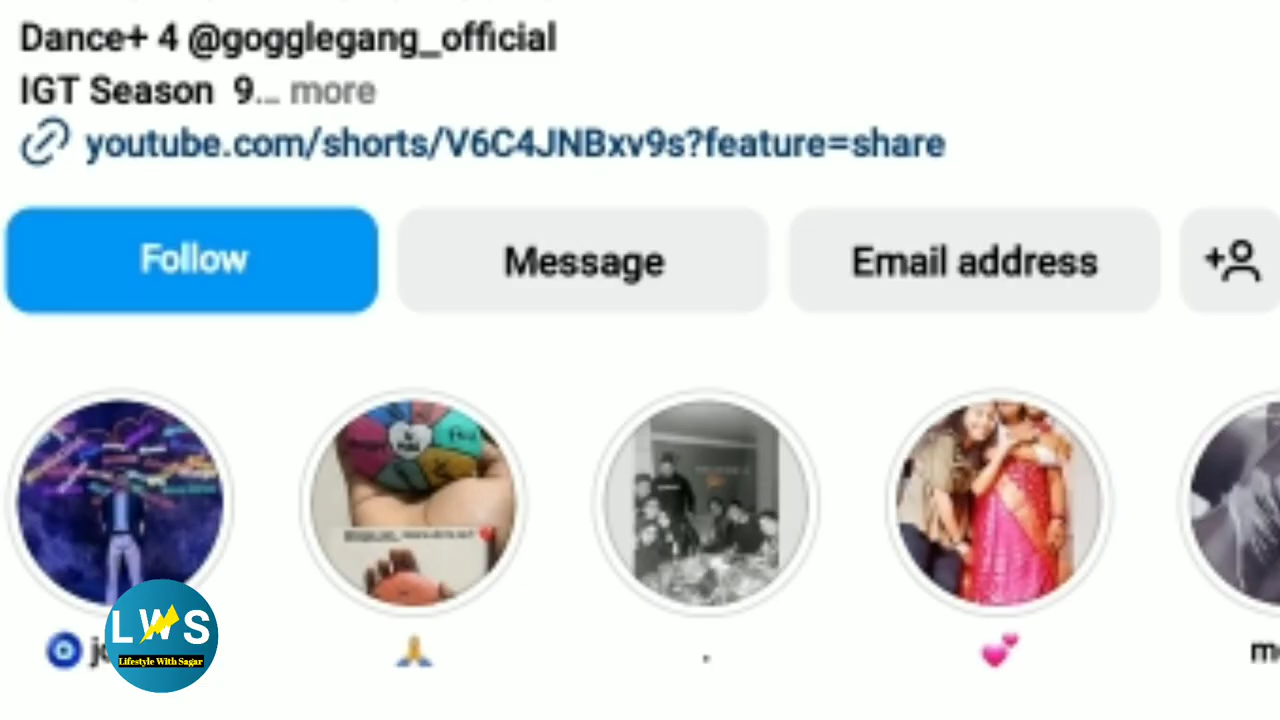 Dance+ 4 @gogglegang_official
IGT Season 9... more
youtube.com/shorts/V6C4JNBxv9s?feature=share
Follow
Message
Email address
LWS
Lifestyle With Sagar